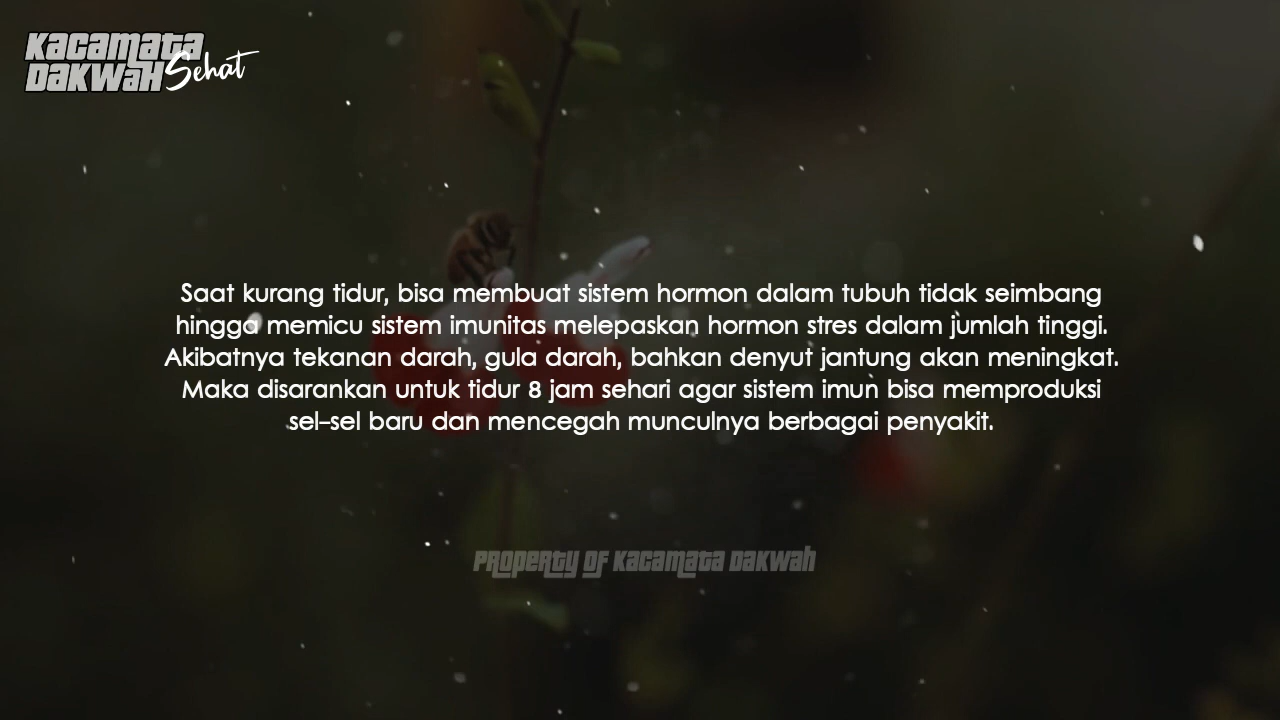 Kacamata
Dakwah Sehat
Saat kurang tidur, bisa membuat sistem hormon dalam tubuh tidak seimbang
hingga memicu sistem imunitas melepaskan hormon stres dalam jumlah tinggi.
Akibatnya tekanan darah, gula darah, bahkan denyut jantung akan meningkat.
Maka disarankan untuk tidur 8 jam sehari agar sistem imun bisa memproduksi
sel-sel baru dan mencegah munculnya berbagai penyakit.
Property of Kacamata Dakwah